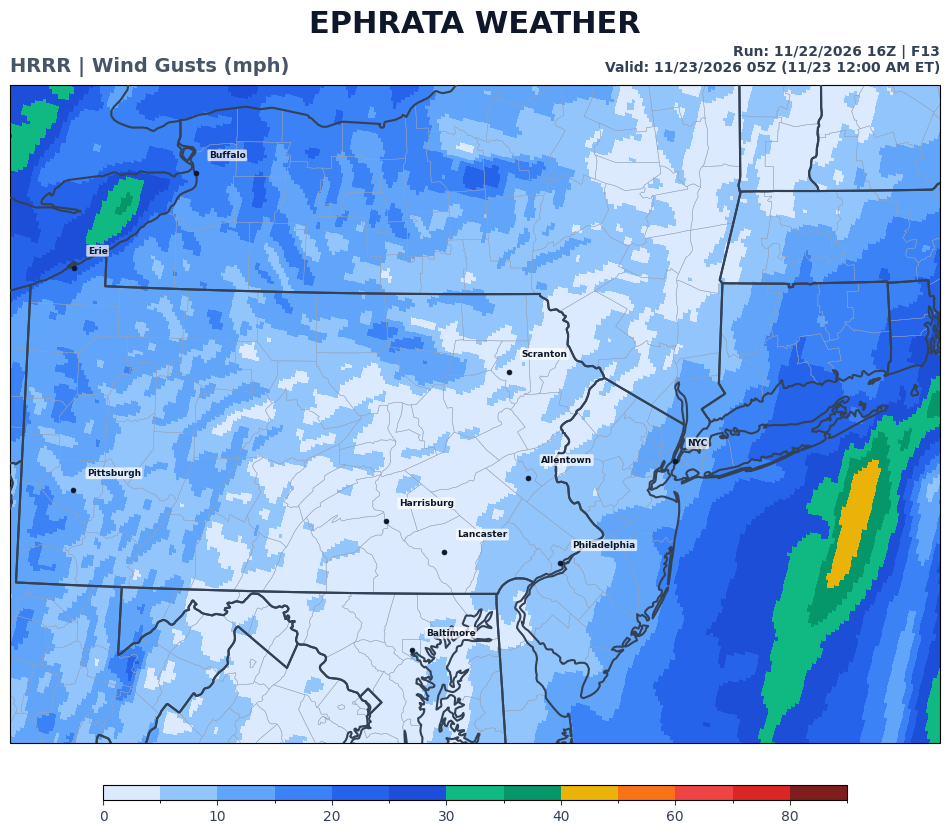 EPHRATA WEATHER
HRRR | Wind Gusts (mph)
Run: 11/22/2026 16Z | F13
Valid: 11/23/2026 05Z (11/23 12:00 AM ET)
Buffalo
Erie
Scranton
NYC
Allentown
Pittsburgh
Harrisburg
Lancaster
Philadelphia
Baltimore
0 10 20 30 40 60 80